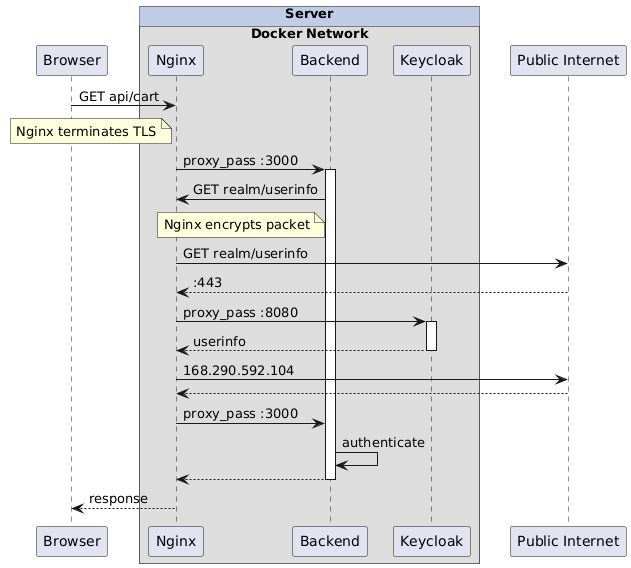 Server
Docker Network
Browser
Nginx
Backend
Keycloak
Public Internet
GET api/cart
Nginx terminates TLS
proxy_pass :3000
GET realm/userinfo
Nginx encrypts packet
GET realm/userinfo
:443
proxy_pass :8080
userinfo
168.290.592.104
proxy_pass :3000
authenticate
response
Browser
Nginx
Backend
Keycloak
Public Internet